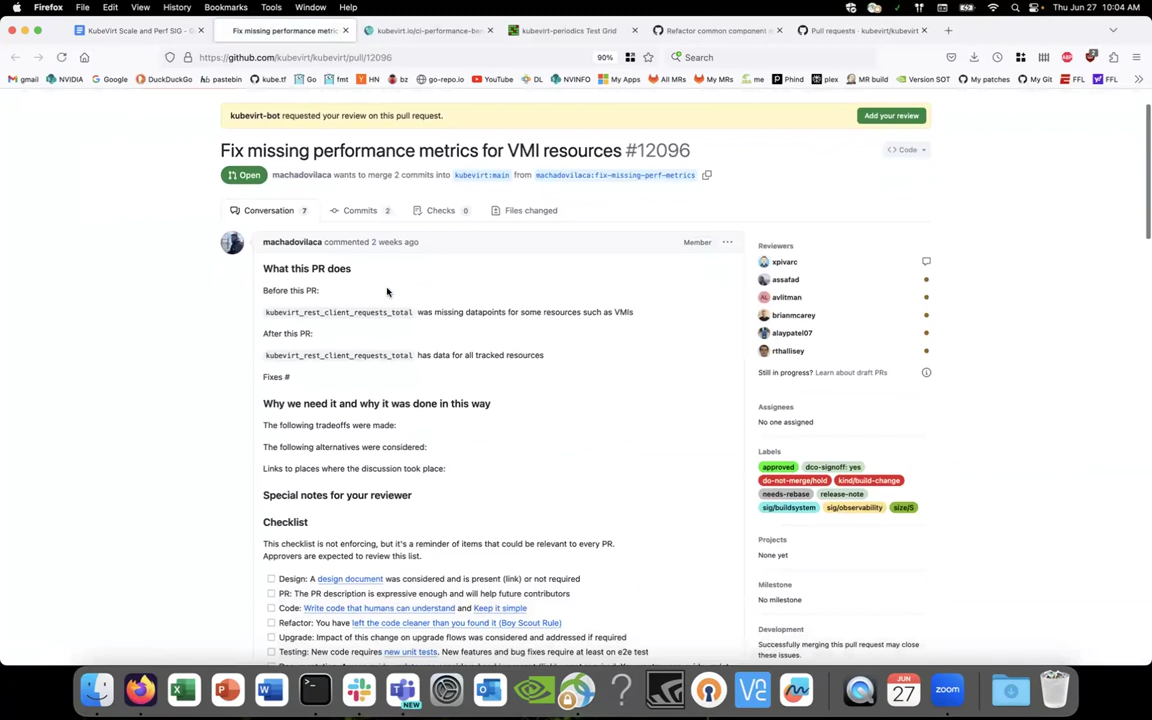 Firefox File Edit View History Bookmarks Tools Window Help Thu Jun 27 10:04 AM
KubeVirt Scale and Perf SIG - G
Fix missing performance metric
kubevirt.io/ci-performance-ben
kubevirt-periodics Test Grid
Refactor common component m
Pull requests · kubevirt/kubevirt
https://github.com/kubevirt/kubevirt/pull/12096 90% Search
gmail NVIDIA Google DuckDuckGo pastebin kube.tf Go fmt HN bz go-repo.io YouTube DL NVINFO My Apps All MRs My MRs me Phind plex MR build Version SOT My patches My Git FFL FFL
kubevirt-bot requested your review on this pull request. Add your review
Fix missing performance metrics for VMI resources #12096 Code
Open machadovilaca wants to merge 2 commits into kubevirt:main from machadovilaca:fix-missing-perf-metrics
Conversation 7 Commits 2 Checks 0 Files changed
machadovilaca commented 2 weeks ago Member
What this PR does
Before this PR:
kubevirt_rest_client_requests_total was missing datapoints for some resources such as VMIs
After this PR:
kubevirt_rest_client_requests_total has data for all tracked resources
Fixes #
Why we need it and why it was done in this way
The following tradeoffs were made:
The following alternatives were considered:
Links to places where the discussion took place:
Special notes for your reviewer
Checklist
This checklist is not enforcing, but it's a reminder of items that could be relevant to every PR.
Approvers are expected to review this list.
Design: A design document was considered and is present (link) or not required
PR: The PR description is expressive enough and will help future contributors
Code: Write code that humans can understand and Keep it simple
Refactor: You have left the code cleaner than you found it (Boy Scout Rule)
Upgrade: Impact of this change on upgrade flows was considered and addressed if required
Testing: New code requires new unit tests. New features and bug fixes require at least on e2e test
Reviewers
xpivarc
assafad
AL avlitman
brianmcarey
alaypatel07
rthallisey
Still in progress? Learn about draft PRs
Assignees
No one assigned
Labels
approved dco-signoff: yes
do-not-merge/hold kind/build-change
needs-rebase release-note
sig/buildsystem sig/observability size/S
Projects
None yet
Milestone
No milestone
Development
Successfully merging this pull request may close
these issues.
NEW
JUN
27
zoom